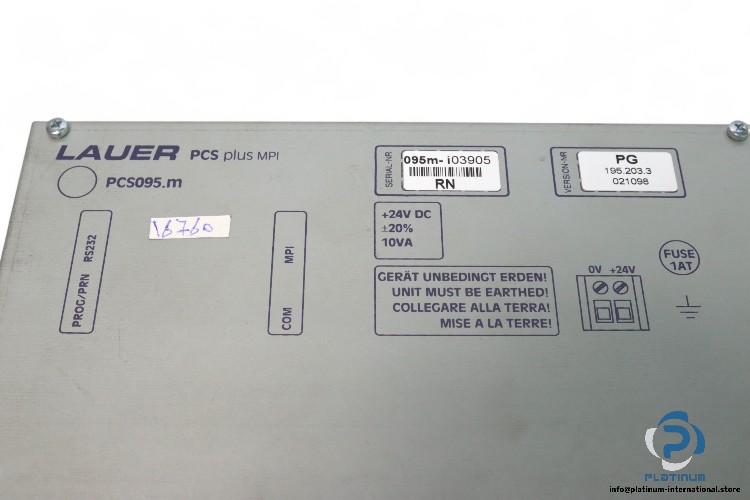 LAUER PCS plus MPI
PCS095.m
SERIAL-NR
095m-i03905
RN
VERSION-NR
PG
195.203.3
021098
16760
PROG/PRN RS232
COM MPI
+24V DC
±20%
10VA
GERÄT UNBEDINGT ERDEN!
UNIT MUST BE EARTHED!
COLLEGARE ALLA TERRA!
MISE A LA TERRE!
0V +24V
FUSE
1AT
PLATINUM
info@platinum-international.store